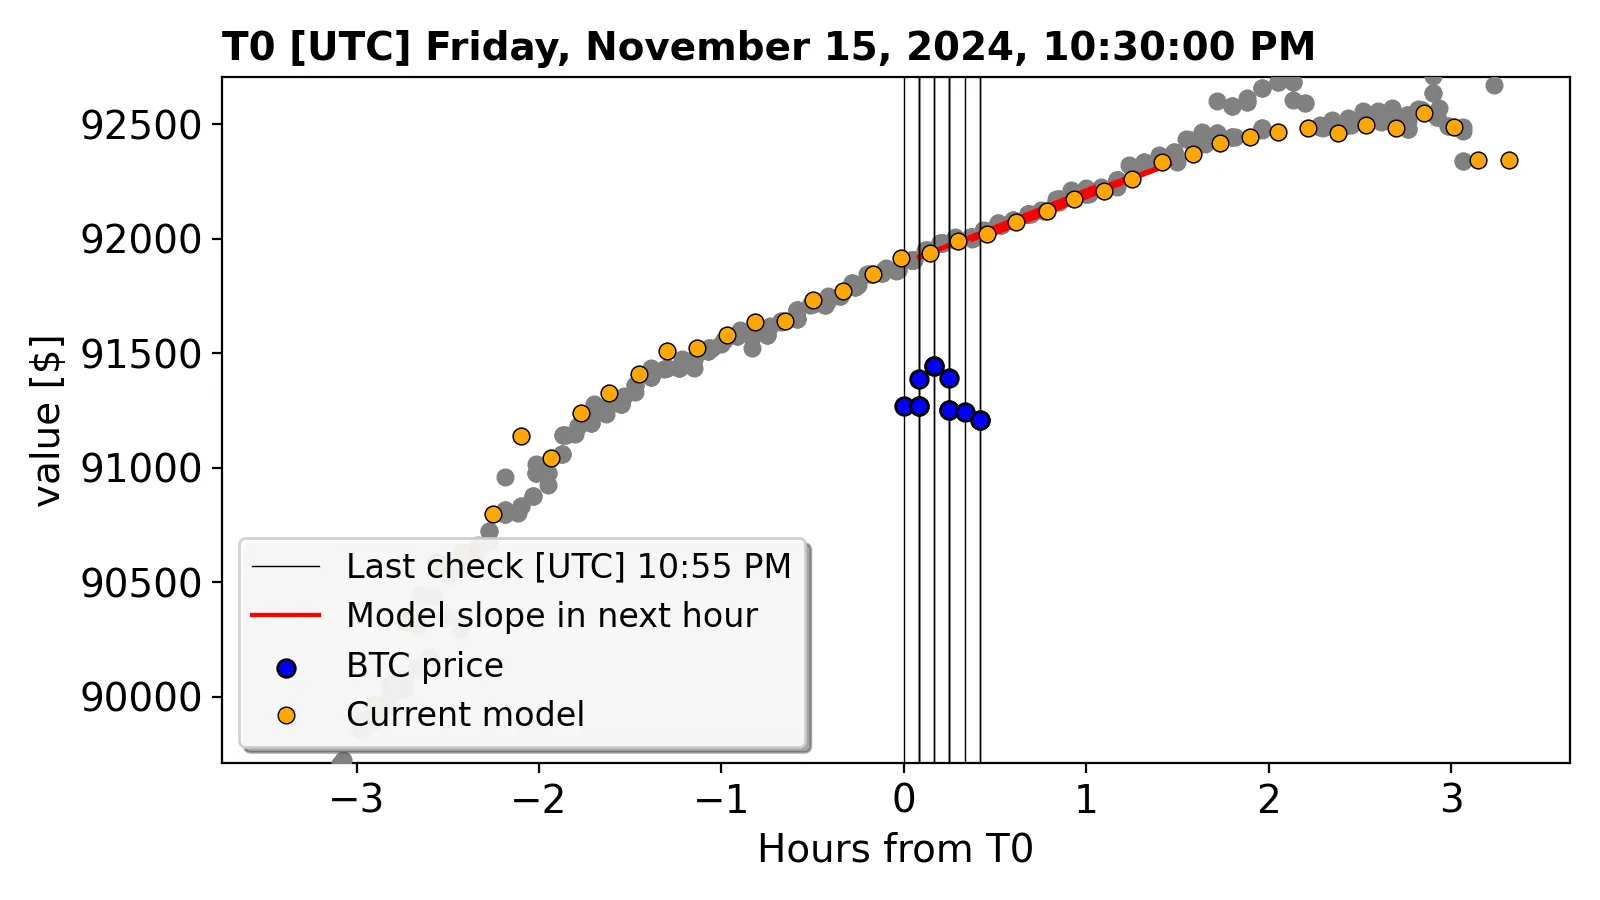 T0 [UTC] Friday, November 15, 2024, 10:30:00 PM
value [$]
92500
92000
91500
91000
90500
90000
Last check [UTC] 10:55 PM
Model slope in next hour
BTC price
Current model
−3 −2 −1 0 1 2 3
Hours from T0